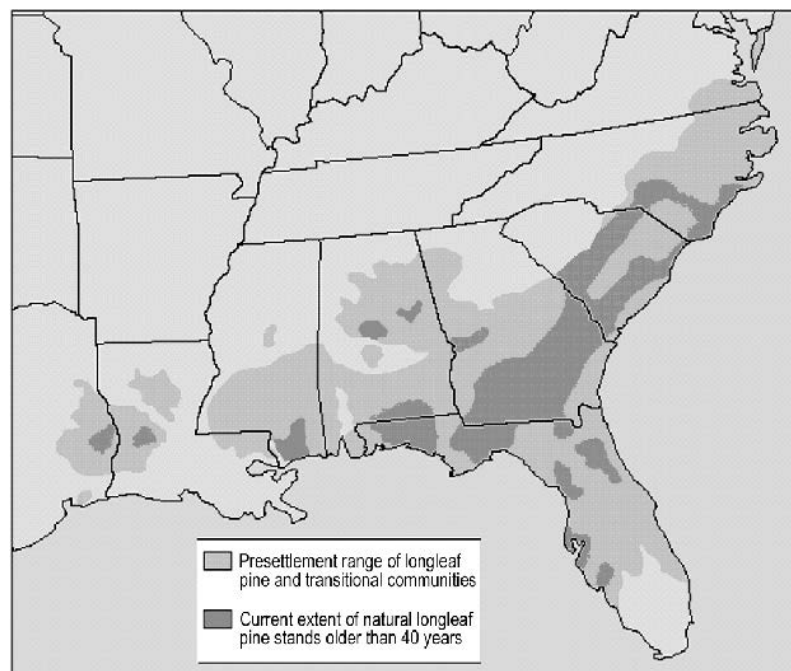 Presettlement range of longleaf
pine and transitional communities
Current extent of natural longleaf
pine stands older than 40 years